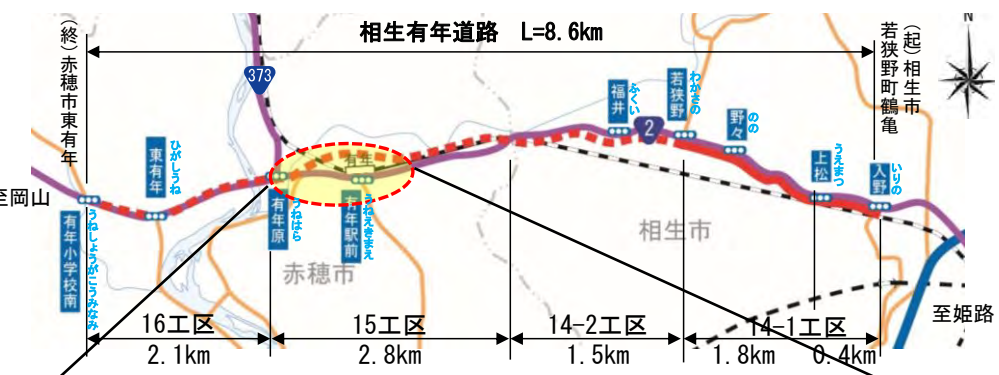 相生有年道路 L=8.6km
(終)赤穂市東有年
(起)相生市
若狭野町鶴亀
N
373
2
福井
ふくい
若狭野
わかさの
野々
のの
上松
うえまつ
入野
いりの
東有年
ひがしうね
有年
有年原
うねはら
有年駅前
うねえきまえ
有年小学校南
うねしょうがこうみなみ
至岡山
赤穂市
相生市
至姫路
16工区
15工区
14-2工区
14-1工区
2.1km
2.8km
1.5km
1.8km
0.4km